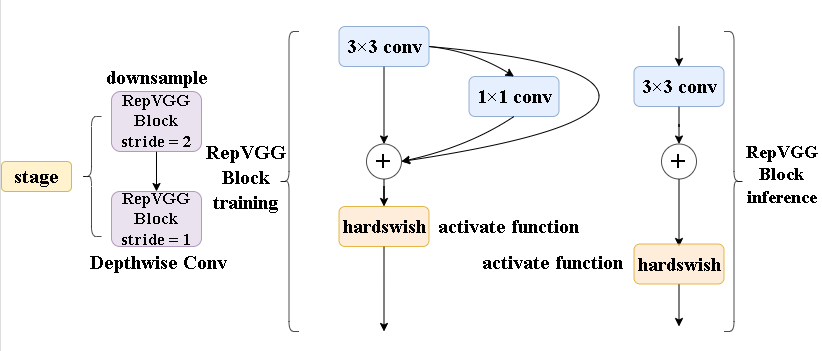 stage
downsample
RepVGG
Block
stride = 2
RepVGG
Block
stride = 1
Depthwise Conv
RepVGG
Block
training
3×3 conv
1×1 conv
+
hardswish
activate function
3×3 conv
+
activate function
hardswish
RepVGG
Block
inference